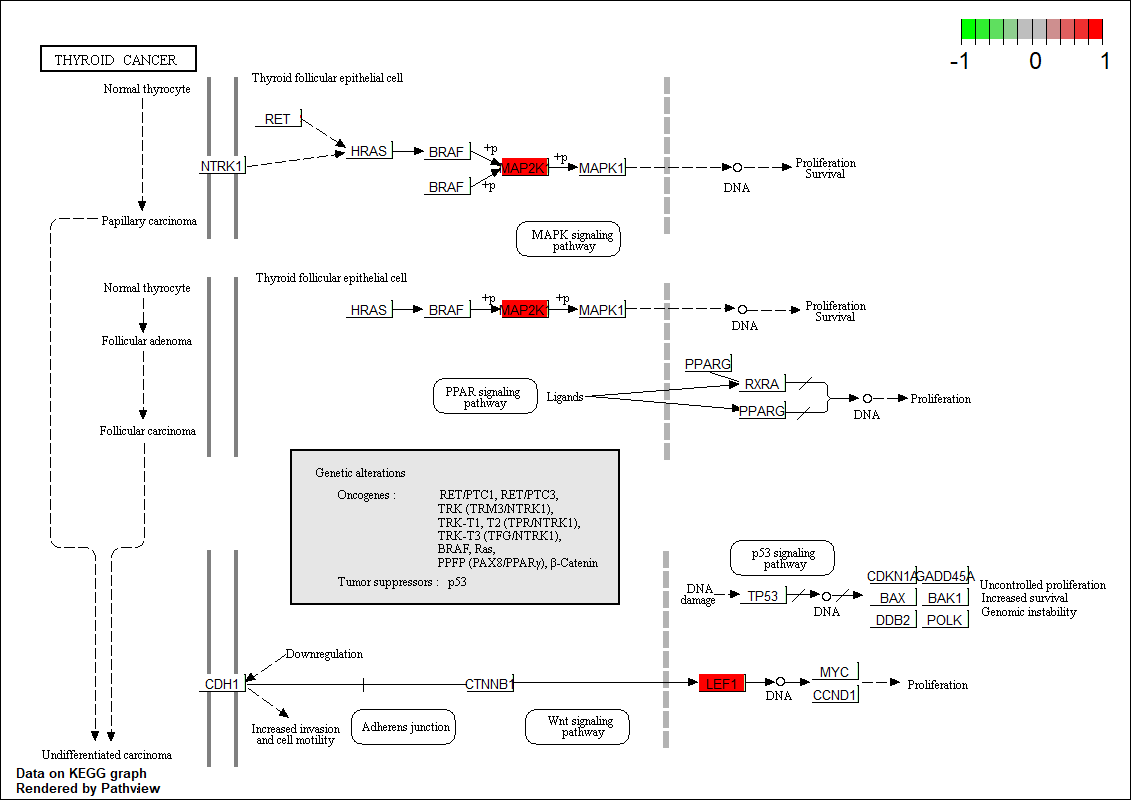 -1 0 1
THYROID CANCER
Normal thyrocyte
Thyroid follicular epithelial cell
RET
NTRK1
HRAS
BRAF
+p
BRAF
+p
MAP2K
+p
MAPK1
DNA
Proliferation
Survival
Papillary carcinoma
MAPK signaling
pathway
Thyroid follicular epithelial cell
Normal thyrocyte
HRAS
BRAF
+p
MAP2K
+p
MAPK1
DNA
Proliferation
Survival
Follicular adenoma
PPARG
RXRA
PPAR signaling
pathway
Ligands
PPARG
DNA
Proliferation
Follicular carcinoma
Genetic alterations
Oncogenes :
RET/PTC1, RET/PTC3,
TRK (TRM3/NTRK1),
TRK-T1, T2 (TPR/NTRK1),
TRK-T3 (TFG/NTRK1),
BRAF, Ras,
PPFP (PAX8/PPARγ), β-Catenin
Tumor suppressors : p53
p53 signaling
pathway
DNA
damage
TP53
DNA
CDKN1A GADD45A
BAX BAK1
DDB2 POLK
Uncontrolled proliferation
Increased survival
Genomic instability
Downregulation
CDH1
CTNNB1
LEF1
DNA
MYC
CCND1
Proliferation
Increased invasion
and cell motility
Adherens junction
Wnt signaling
pathway
Undifferentiated carcinoma
Data on KEGG graph
Rendered by Pathview